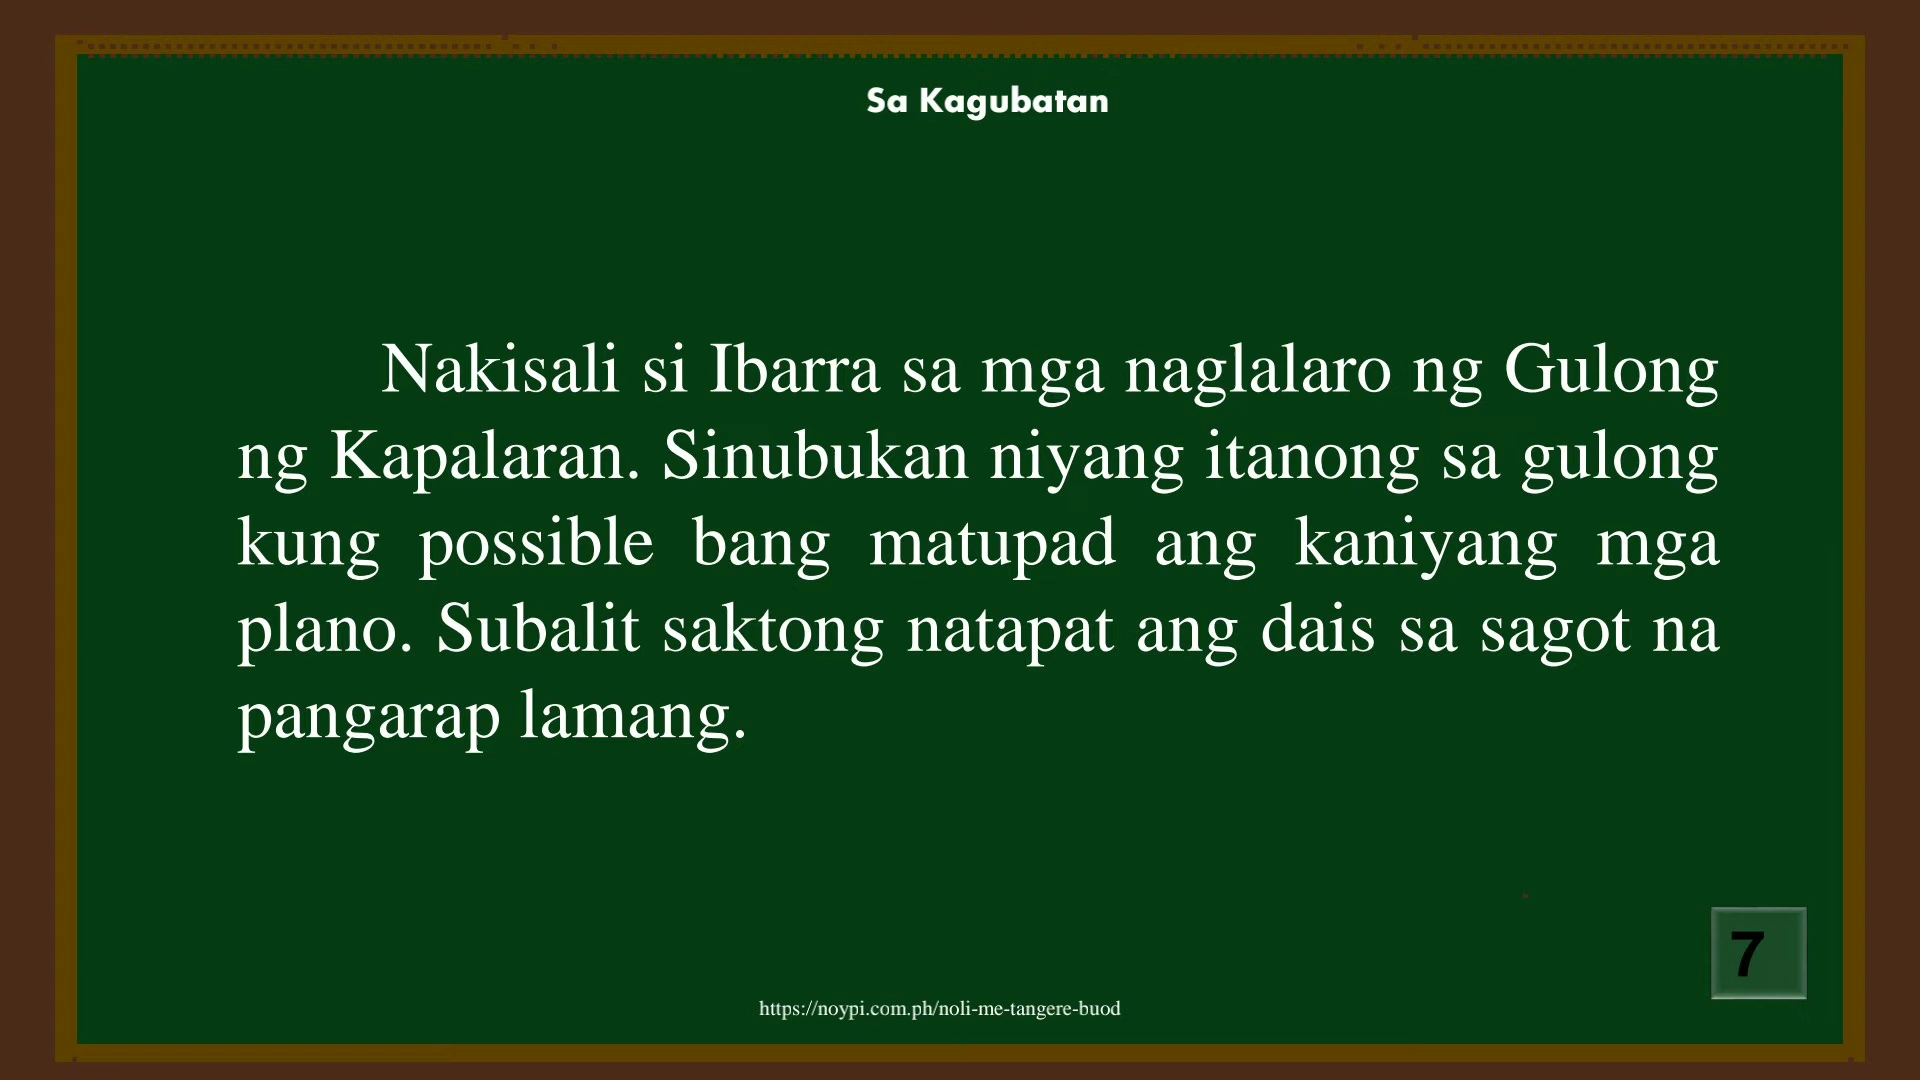 Sa Kagubatan
Nakisali si Ibarra sa mga naglalaro ng Gulong
ng Kapalaran. Sinubukan niyang itanong sa gulong
kung possible bang matupad ang kaniyang mga
plano. Subalit saktong natapat ang dais sa sagot na
pangarap lamang.
7
https://noypi.com.ph/noli-me-tangere-buod